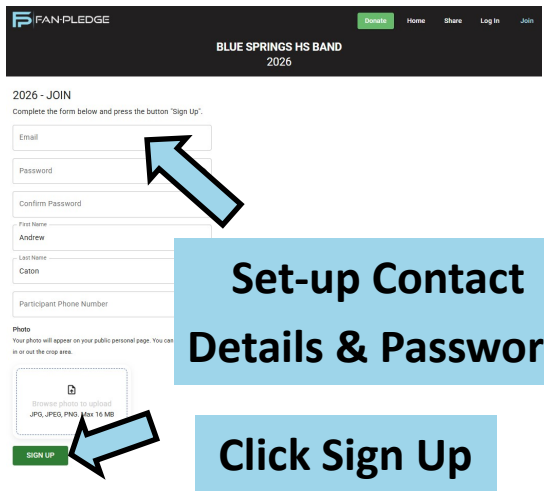 FAN-PLEDGE
Donate Home Share Log In Join
BLUE SPRINGS HS BAND
2026
2026 - JOIN
Complete the form below and press the button "Sign Up".
Email
Password
Confirm Password
First Name
Andrew
Last Name
Caton
Participant Phone Number
Photo
Your photo will appear on your public personal page. You can
in or out the crop area.
Browse photo to upload
JPG, JPEG, PNG. Max 16 MB
SIGN UP
Set-up Contact
Details & Passwor
Click Sign Up